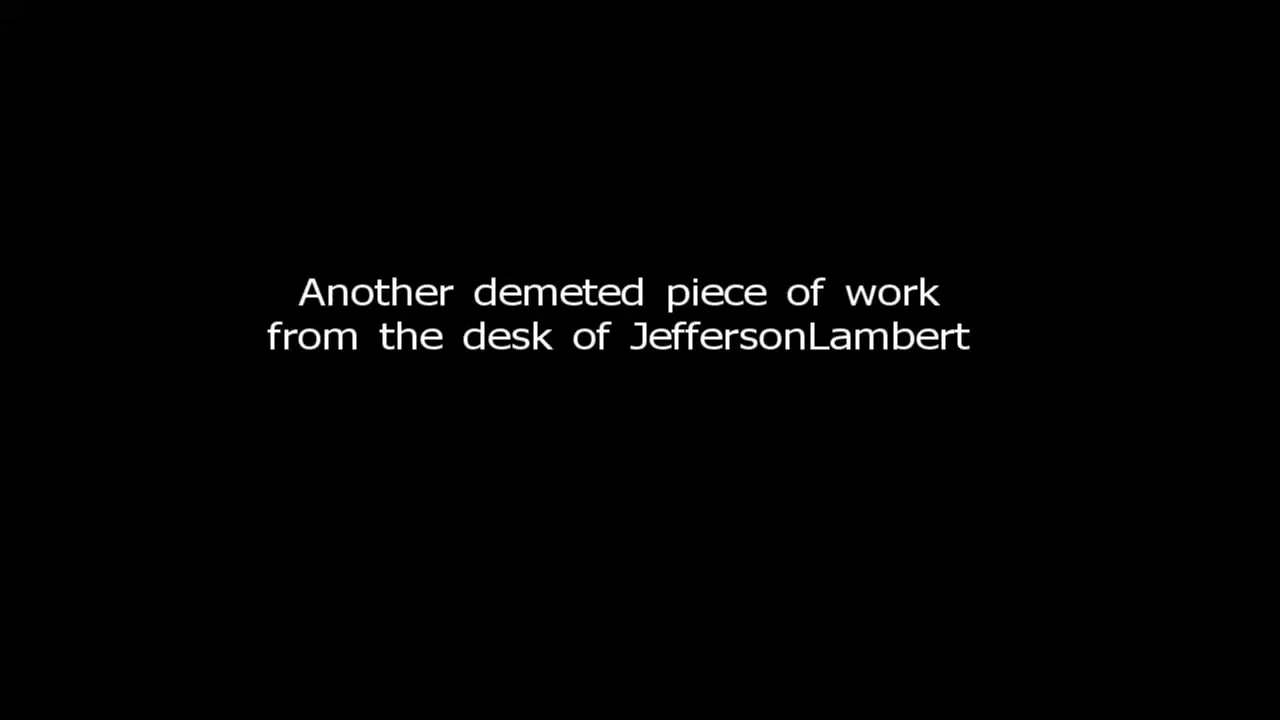 Another demeted piece of work
from the desk of JeffersonLambert